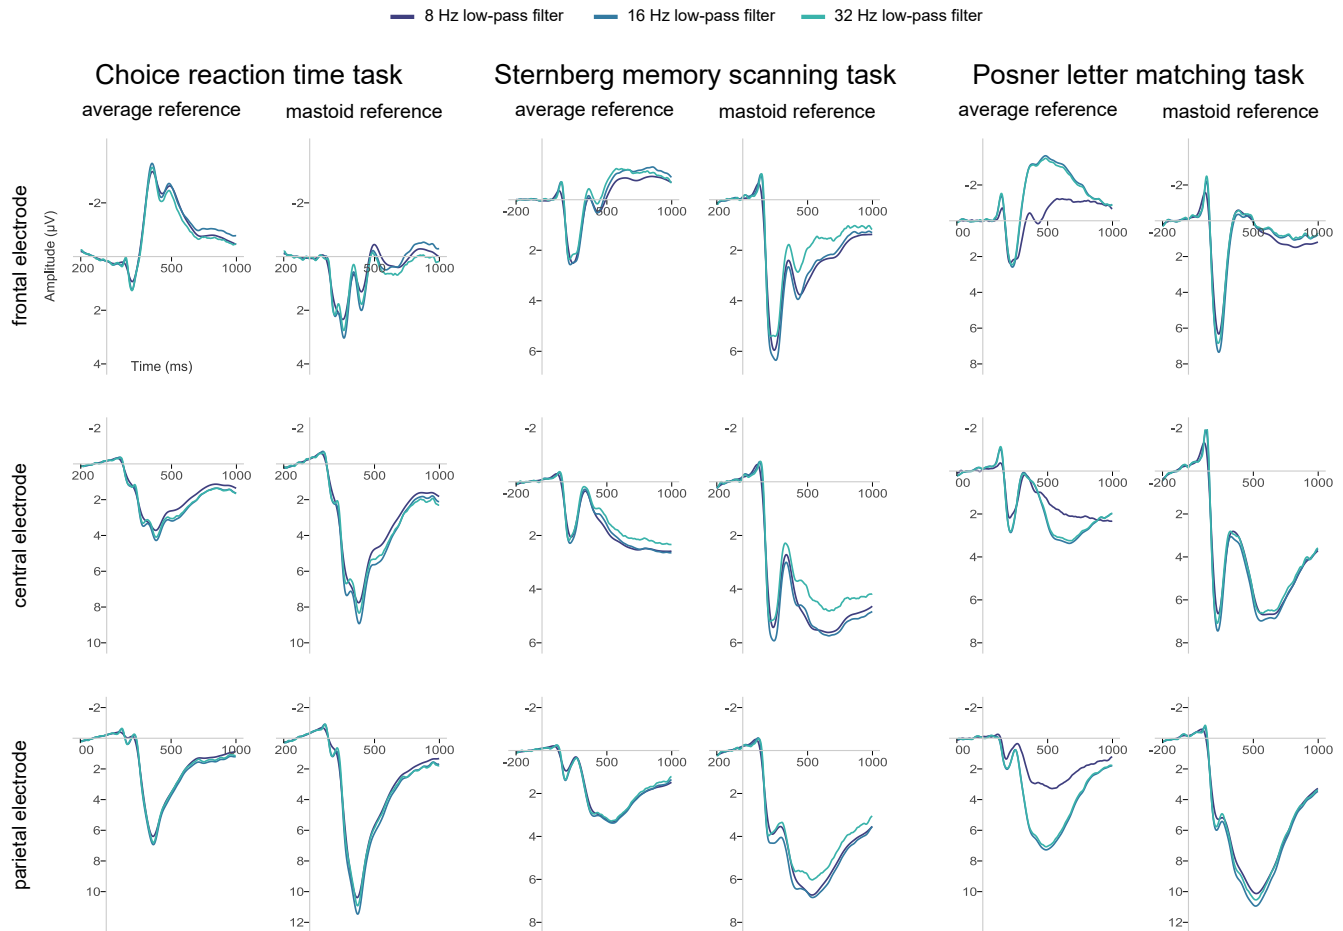 8 Hz low-pass filter 16 Hz low-pass filter 32 Hz low-pass filter
Choice reaction time task Sternberg memory scanning task Posner letter matching task
average reference mastoid reference average reference mastoid reference average reference mastoid reference
frontal electrode
Amplitude (µV)
Time (ms)
-2 2 4 200 500 1000
2 4 200 500 1000
-2 2 4 6 -200 500 1000
2 4 6 200 500 1000
-2 2 4 6 8 00 500 1000
-2 2 4 6 8 -200 500 1000
central electrode
-2 2 4 6 8 10 200 500 1000
-2 2 4 6 8 10 200 500 1000
-2 2 4 6 -200 500 1000
-2 2 4 6 200 500 1000
-2 2 4 6 8 00 500 1000
-2 2 4 6 8 -200 500 1000
parietal electrode
-2 2 4 6 8 10 00 500 1000
-2 2 4 6 8 10 12 200 500 1000
-2 2 4 6 8 -200 500 1000
-2 2 4 6 8 200 500 1000
-2 2 4 6 8 10 00 500 1000
-2 2 4 6 8 10 12 -200 500 1000